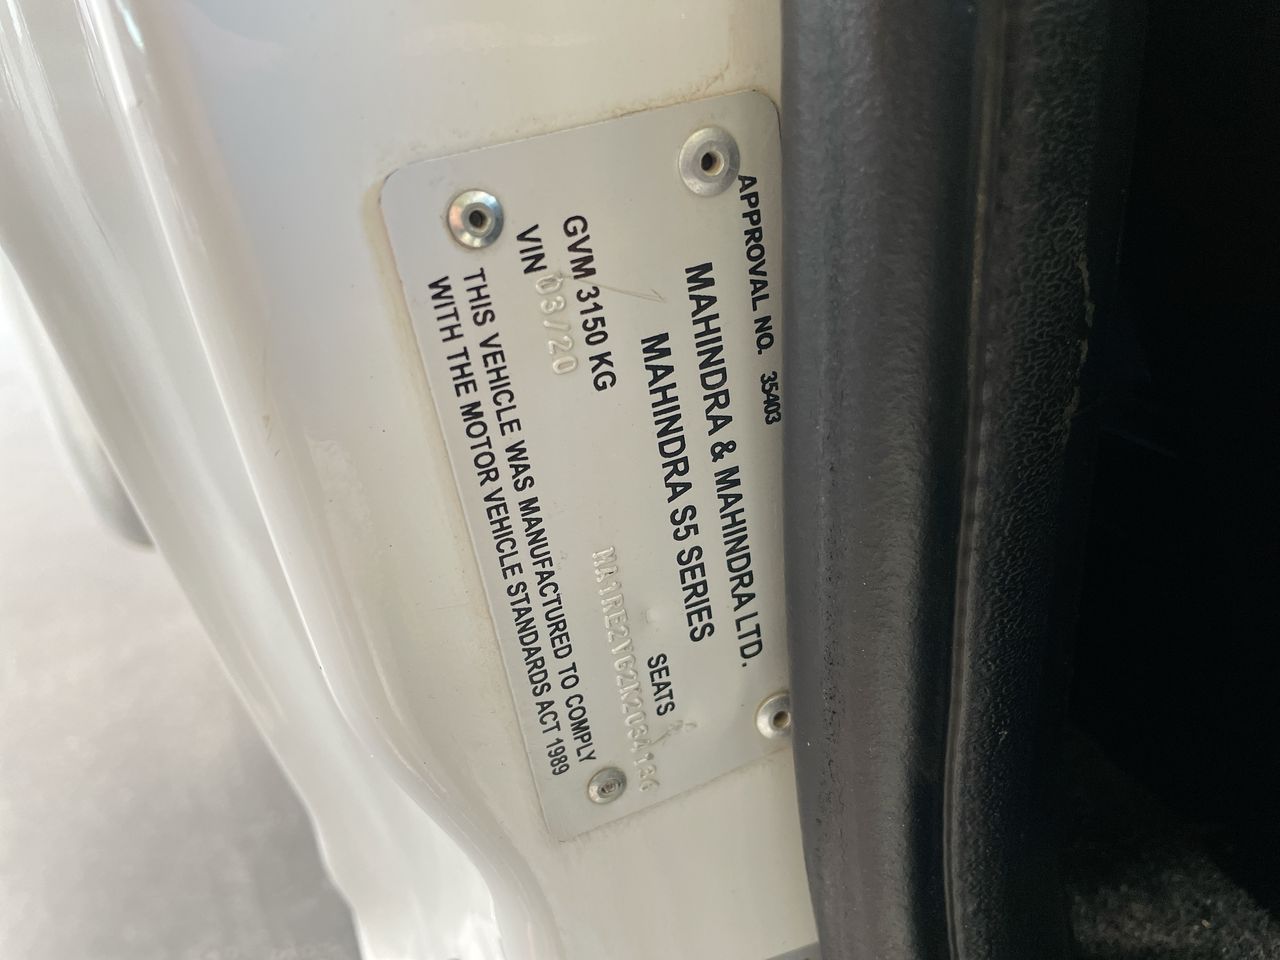 APPROVAL NO. 35403
MAHINDRA & MAHINDRA LTD.
MAHINDRA S5 SERIES
SEATS
GVM 3150 KG
03/20
VIN
THIS VEHICLE WAS MANUFACTURED TO COMPLY
WITH THE MOTOR VEHICLE STANDARDS ACT 1989